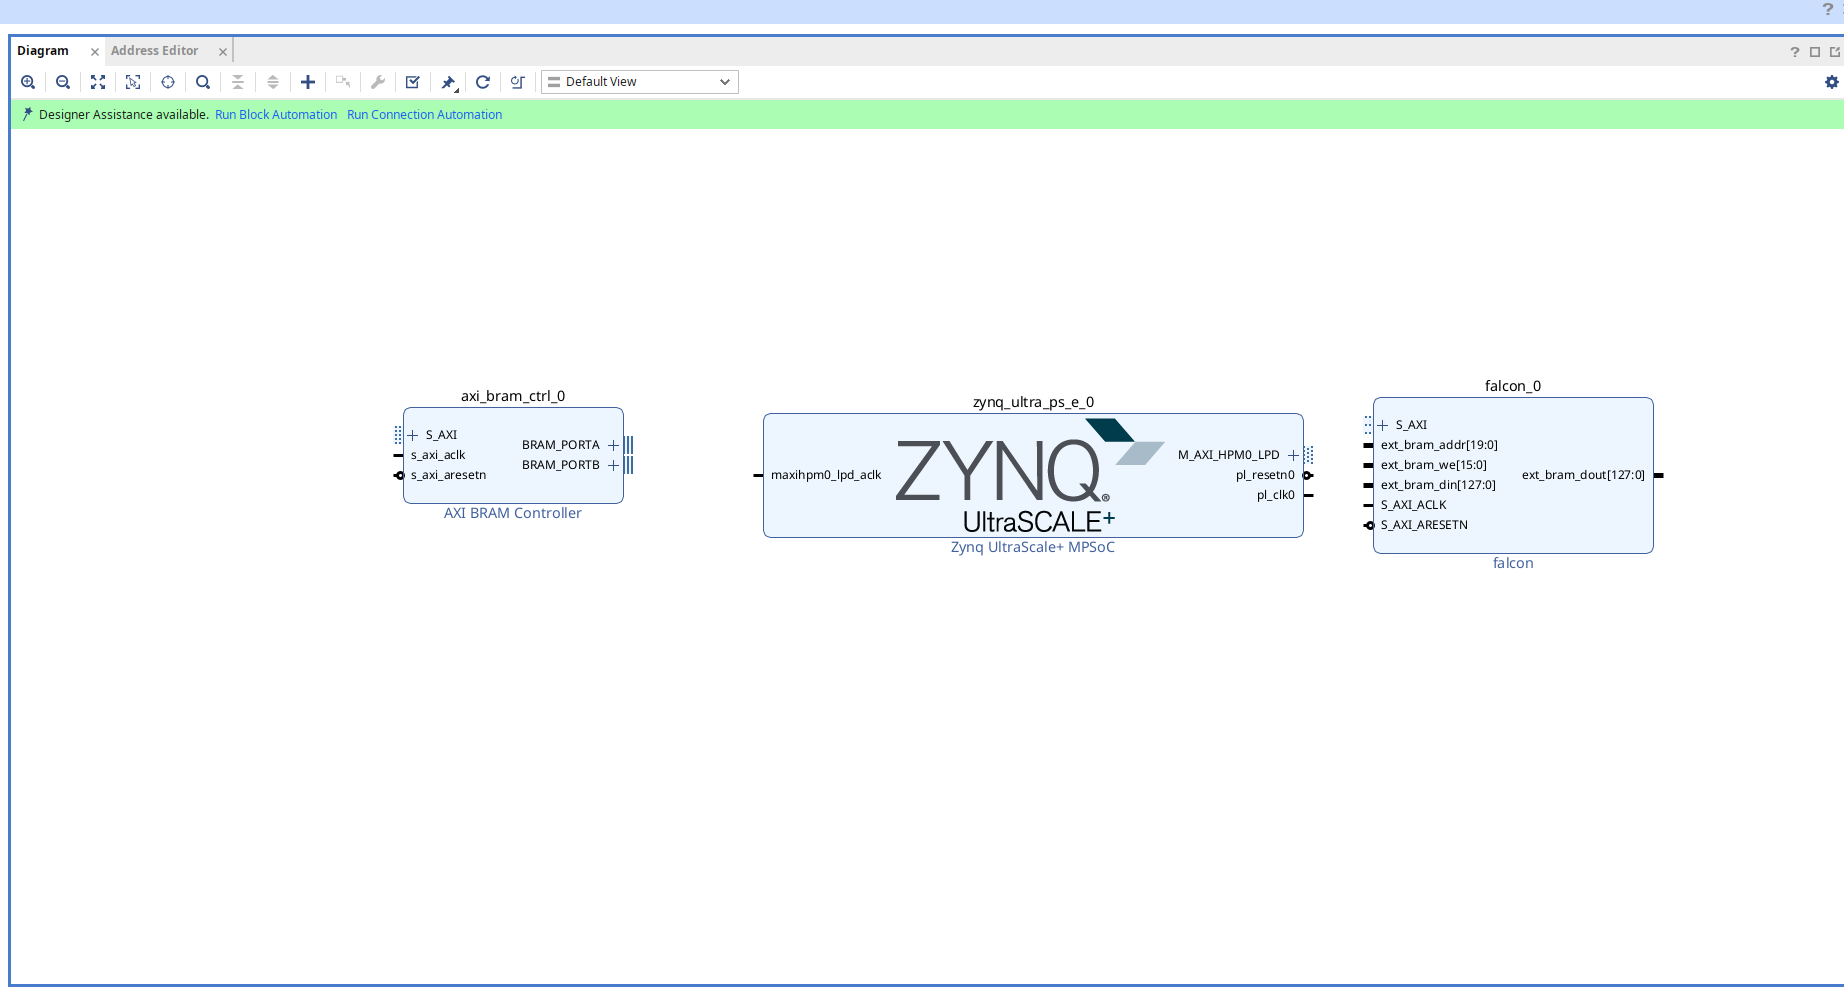 ?
Diagram
Address Editor
?
Default View
Designer Assistance available. Run Block Automation Run Connection Automation
axi_bram_ctrl_0
S_AXI
s_axi_aclk
s_axi_aresetn
BRAM_PORTA
BRAM_PORTB
AXI BRAM Controller
zynq_ultra_ps_e_0
maxihpm0_lpd_aclk
ZYNQ®
UltraSCALE+
M_AXI_HPM0_LPD
pl_resetn0
pl_clk0
Zynq UltraScale+ MPSoC
falcon_0
S_AXI
ext_bram_addr[19:0]
ext_bram_we[15:0]
ext_bram_din[127:0]
S_AXI_ACLK
S_AXI_ARESETN
ext_bram_dout[127:0]
falcon